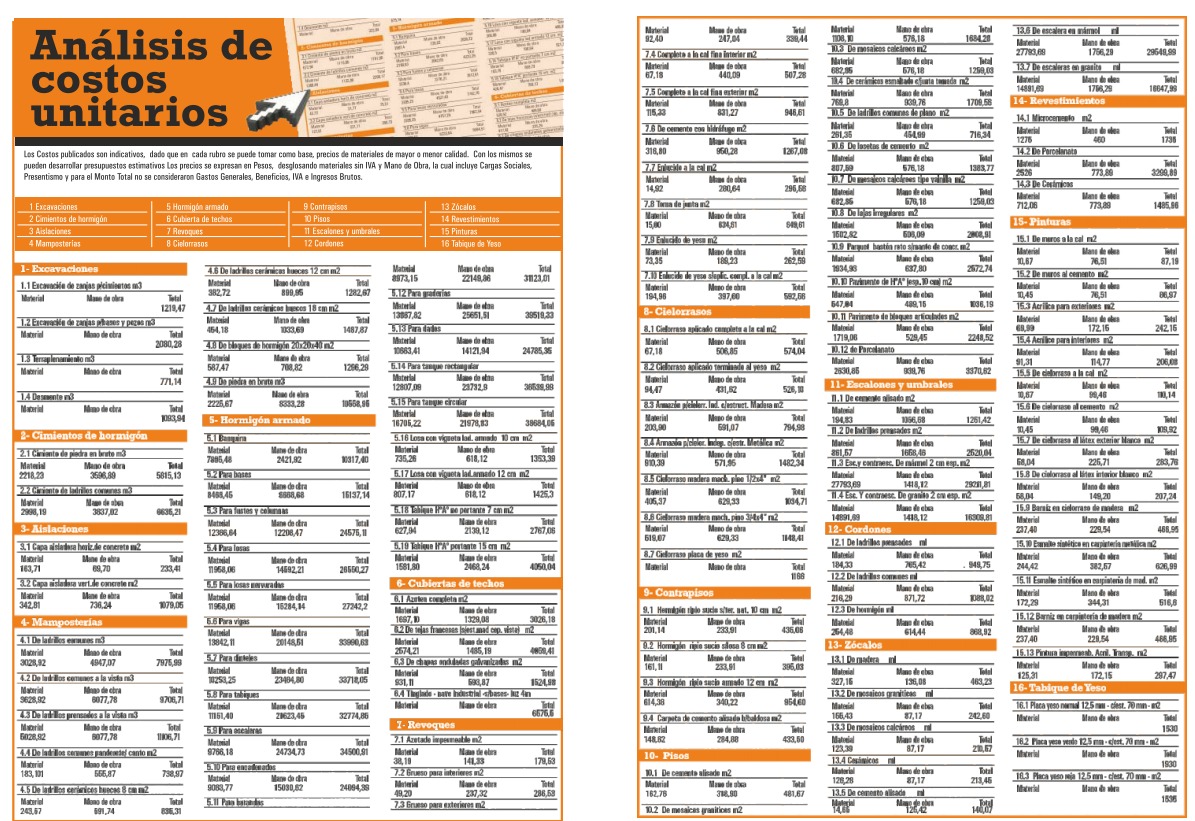 Análisis de
costos
unitarios
Los Costos publicados son indicativos, dado que en cada rubro se puede tomar como base, precios de materiales de mayor o menor calidad. Con los mismos se
pueden desarrollar presupuestos estimativos Los precios se expresan en Pesos, desglosando materiales sin IVA y Mano de Obra, la cual incluye Cargas Sociales,
Presentismo y para el Monto Total no se consideraron Gastos Generales, Beneficios, IVA e Ingresos Brutos.
1 Excavaciones
2 Cimientos de hormigón
3 Aislaciones
4 Mamposterías
5 Hormigón armado
6 Cubierta de techos
7 Revoques
8 Cielorrasos
9 Contrapisos
10 Pisos
11 Escalones y umbrales
12 Cordones
13 Zócalos
14 Revestimientos
15 Pinturas
16 Tabique de Yeso
1- Excavaciones
1.1 Excavación de zanjas p/cimientos m3
Material Mano de obra Total
1219,47
1.2 Excavación de zanjas p/bases y pozos m3
Material Mano de obra Total
2080,28
1.3 Terraplenamiento m3
Material Mano de obra Total
771,14
1.4 Desmonte m3
Material Mano de obra Total
1093,94
2- Cimientos de hormigón
2.1 Cimiento de piedra en bruto m3
Material Mano de obra Total
2218,23 3596,89 5815,13
2.2 Cimiento de ladrillos comunes m3
Material Mano de obra Total
2998,19 3837,02 6635,21
3- Aislaciones
3.1 Capa aisladora horiz.de concreto m2
Material Mano de obra Total
163,71 69,70 233,41
3.2 Capa aisladora vert.de concreto m2
Material Mano de obra Total
342,81 736,24 1079,05
4- Mamposterías
4.1 De ladrillos comunes m3
Material Mano de obra Total
3028,92 4947,07 7975,99
4.2 De ladrillos comunes a la vista m3
Material Mano de obra Total
3628,92 6077,78 9706,71
4.3 De ladrillos prensados a la vista m3
Material Mano de obra Total
5028,92 6077,78 11106,71
4.4 De ladrillos comunes pandereta/ canto m2
Material Mano de obra Total
183,101 555,87 738,97
4.5 De ladrillos cerámicos huecos 8 cm m2
Material Mano de obra Total
243,57 591,74 835,31
4.6 De ladrillos cerámicos huecos 12 cm m2
Material Mano de obra Total
382,72 899,95 1282,67
4.7 De ladrillos cerámicos huecos 18 cm m2
Material Mano de obra Total
454,18 1033,69 1487,87
4.8 De bloques de hormigón 20x20x40 m2
Material Mano de obra Total
587,47 708,82 1296,29
4.9 De piedra en bruto m3
Material Mano de obra Total
2225,67 8333,28 10558,95
5- Hormigón armado
5.1 Banquina
Material Mano de obra Total
7895,48 2421,92 10317,40
5.2 Para bases
Material Mano de obra Total
8468,45 6668,68 15137,14
5.3 Para fustes y columnas
Material Mano de obra Total
12366,64 12208,47 24575,11
5.4 Para losas
Material Mano de obra Total
11958,06 14592,21 26550,27
5.5 Para losas nervuradas
Material Mano de obra Total
11958,06 15284,14 27242,2
5.6 Para vigas
Material Mano de obra Total
13842,11 20148,51 33990,63
5.7 Para dinteles
Material Mano de obra Total
10253,25 23464,80 33718,05
5.8 Para tabiques
Material Mano de obra Total
11151,40 21623,45 32774,86
5.9 Para escaleras
Material Mano de obra Total
9766,18 24734,73 34500,91
5.10 Para encadenados
Material Mano de obra Total
9063,77 15030,62 24094,39
5.11 Para barandas
Material Mano de obra Total
8973,15 22149,86 31123,01
5.12 Para graderías
Material Mano de obra Total
13867,82 25651,51 39519,33
5.13 Para dados
Material Mano de obra Total
10663,41 14121,94 24785,35
5.14 Para tanque rectangular
Material Mano de obra Total
12807,09 23732,9 36539,99
5.15 Para tanque circular
Material Mano de obra Total
16705,22 21978,83 38684,05
5.16 Losa con vigueta lad. armado 10 cm m2
Material Mano de obra Total
735,26 618,12 1353,39
5.17 Losa con vigueta lad.armado 12 cm m2
Material Mano de obra Total
807,17 618,12 1425,3
5.18 Tabique H°A° no portante 7 cm m2
Material Mano de obra Total
627,94 2139,12 2767,06
5.19 Tabique H°A° portante 15 cm m2
Material Mano de obra Total
1581,80 2468,24 4050,04
6- Cubiertas de techos
6.1 Azotea completa m2
Material Mano de obra Total
1697,10 1329,08 3026,18
6.2 De tejas francesas (s/est.mad cep. vista) m2
Material Mano de obra Total
2574,21 1485,19 4059,41
6.3 De chapas onduladas galvanizadas m2
Material Mano de obra Total
931,11 593,87 1524,98
6.4 Tinglado - nave industrial -c/bases- luz 4m
Material Mano de obra Total
6676,6
7- Revoques
7.1 Azotado impermeable m2
Material Mano de obra Total
38,19 141,33 179,53
7.2 Grueso para interiores m2
Material Mano de obra Total
49,20 237,32 286,53
7.3 Grueso para exteriores m2
Material Mano de obra Total
92,40 247,04 339,44
7.4 Completo a la cal fina interior m2
Material Mano de obra Total
67,18 440,09 507,28
7.5 Completo a la cal fina exterior m2
Material Mano de obra Total
115,33 831,27 946,61
7.6 De cemento con hidrófugo m2
Material Mano de obra Total
316,80 950,28 1267,08
7.7 Enlucido a la cal m2
Material Mano de obra Total
14,92 280,64 295,56
7.8 Toma de junta m2
Material Mano de obra Total
7.9 Enlucido de yeso m2
Material Mano de obra Total
73,35 189,23 262,59
7.10 Enlucido de yeso s/aplic. compl. a la cal m2
Material Mano de obra Total
194,96 397,60 592,56
8- Cielorrasos
8.1 Cielorraso aplicado completo a la cal m2
Material Mano de obra Total
67,18 506,85 574,04
8.2 Cielorraso aplicado terminado al yeso m2
Material Mano de obra Total
94,47 431,62 526,10
8.3 Armazón p/cielorr. Ind. c/estruct. Madera m2
Material Mano de obra Total
203,90 591,07 794,98
8.4 Armazón p/cielorr. Indep. c/estr. Metálica m2
Material Mano de obra Total
910,39 571,95 1482,34
8.5 Cielorraso madera mach. pino 1/2x4" m2
Material Mano de obra Total
405,37 629,33 1034,71
8.6 Cielorraso madera mach. pino 3/4x4" m2
Material Mano de obra Total
519,07 629,33 1148,41
8.7 Cielorraso placa de yeso m2
Material Mano de obra Total
1188
9- Contrapisos
9.1 Hormigón ripio sucio s/ter. nat. 10 cm m2
Material Mano de obra Total
201,14 233,91 435,06
9.2 Hormigón ripio sucio s/losa 8 cm m2
Material Mano de obra Total
161,11 233,91 395,03
9.3 Hormigón ripio sucio armado 12 cm m2
Material Mano de obra Total
614,38 340,22 954,60
9.4 Carpeta de cemento alisado b/baldosa m2
Material Mano de obra Total
148,62 284,88 433,50
10- Pisos
10.1 De cemento alisado m2
Material Mano de obra Total
162,76 318,90 481,67
10.2 De mosaicos graníticos m2
Material Mano de obra Total
1108,10 576,18 1684,28
10.3 De mosaicos calcáreos m2
Material Mano de obra Total
682,85 576,18 1259,03
10.4 De cerámicos esmaltado c/junta tomada m2
Material Mano de obra Total
769,8 939,76 1709,56
10.5 De ladrillos comunes de plano m2
Material Mano de obra Total
261,35 454,99 716,34
10.6 De losetas de cemento m2
Material Mano de obra Total
807,59 576,18 1383,77
10.7 De mosaicos calcáreos tipo vainilla m2
Material Mano de obra Total
682,85 576,18 1259,03
10.8 De lajas irregulares m2
Material Mano de obra Total
10.9 Parquet bastón roto s/manto de concr. m2
Material Mano de obra Total
1934,93 637,80 2572,74
10.10 Pavimento de H°A° (esp.10 cm) m2
Material Mano de obra Total
547,04 489,15 1036,19
10.11 Pavimento de bloques articulados m2
Material Mano de obra Total
1719,06 529,45 2248,52
10.12 de Porcelanato
Material Mano de obra Total
2630,85 939,76 3570,62
11- Escalones y umbrales
11.1 De cemento alisado m2
Material Mano de obra Total
194,83 1066,58 1261,42
11.2 De ladrillos prensados m2
Material Mano de obra Total
861,57 1658,46 2520,04
11.3 Esc.y contraesc. De mármol 2 cm esp. m2
Material Mano de obra Total
27793,69 1418,12 29211,81
11.4 Esc. Y contraesc. De granito 2 cm esp. m2
Material Mano de obra Total
14891,69 1418,12 16309,81
12- Cordones
12.1 De ladrillos prensados ml
Material Mano de obra Total
184,33 765,42 949,75
12.2 De ladrillos comunes ml
Material Mano de obra Total
216,29 871,72 1088,02
12.3 De hormigón ml
Material Mano de obra Total
254,48 614,44 868,92
13- Zócalos
13.1 De madera ml
Material Mano de obra Total
327,15 136,08 463,23
13.2 De mosaicos graníticos ml
Material Mano de obra Total
155,43 87,17 242,60
13.3 De mosaicos calcáreos ml
Material Mano de obra Total
123,39 87,17 210,57
13.4 Cerámicos ml
Material Mano de obra Total
126,28 87,17 213,45
13.5 De cemento alisado ml
Material Mano de obra Total
14,65 125,42 140,07
13.6 De escalera en mármol ml
Material Mano de obra Total
27793,69 1756,29 29549,99
13.7 De escalera en granito ml
Material Mano de obra Total
14891,69 1756,29 16647,99
14- Revestimientos
14.1 Microcemento m2
Material Mano de obra Total
1275 460 1735
14.2 De Porcelanato
Material Mano de obra Total
2526 773,89 3299,89
14.3 De Cerámicos
Material Mano de obra Total
712,06 773,89 1485,96
15- Pinturas
15.1 De muros a la cal m2
Material Mano de obra Total
10,67 76,51 87,19
15.2 De muros al cemento m2
Material Mano de obra Total
10,45 76,51 86,97
15.3 Acrílica para exteriores m2
Material Mano de obra Total
69,99 172,15 242,15
15.4 Acrílico para interiores m2
Material Mano de obra Total
91,31 114,77 206,08
15.5 De cielorraso a la cal m2
Material Mano de obra Total
10,67 99,46 110,14
15.6 De cielorraso al cemento m2
Material Mano de obra Total
10,45 99,46 109,92
15.7 De cielorraso al látex exterior blanco m2
Material Mano de obra Total
58,04 225,71 283,76
15.8 De cielorraso al látex interior blanco m2
Material Mano de obra Total
58,04 149,20 207,24
15.9 Barniz en cielorraso de madera m2
Material Mano de obra Total
237,40 229,54 466,95
15.10 Esmalte sintético en carpintería metálica m2
Material Mano de obra Total
244,42 382,57 626,99
15.11 Esmalte sintético en carpintería de mad. m2
Material Mano de obra Total
172,29 344,31 516,6
15.12 Barniz en carpintería de madera m2
Material Mano de obra Total
237,40 229,54 466,95
15.13 Pintura impermeab. Acril. Transp. m2
Material Mano de obra Total
125,31 172,15 297,47
16- Tabique de Yeso
16.1 Placa yeso normal 12,5 mm - c/est. 70 mm - m2
Material Mano de obra Total
1530
16.2 Placa yeso verde 12,5 mm - c/est. 70 mm - m2
Material Mano de obra Total
1930
16.3 Placa yeso roja 12,5 mm - c/est. 70 mm - m2
Material Mano de obra Total
1535